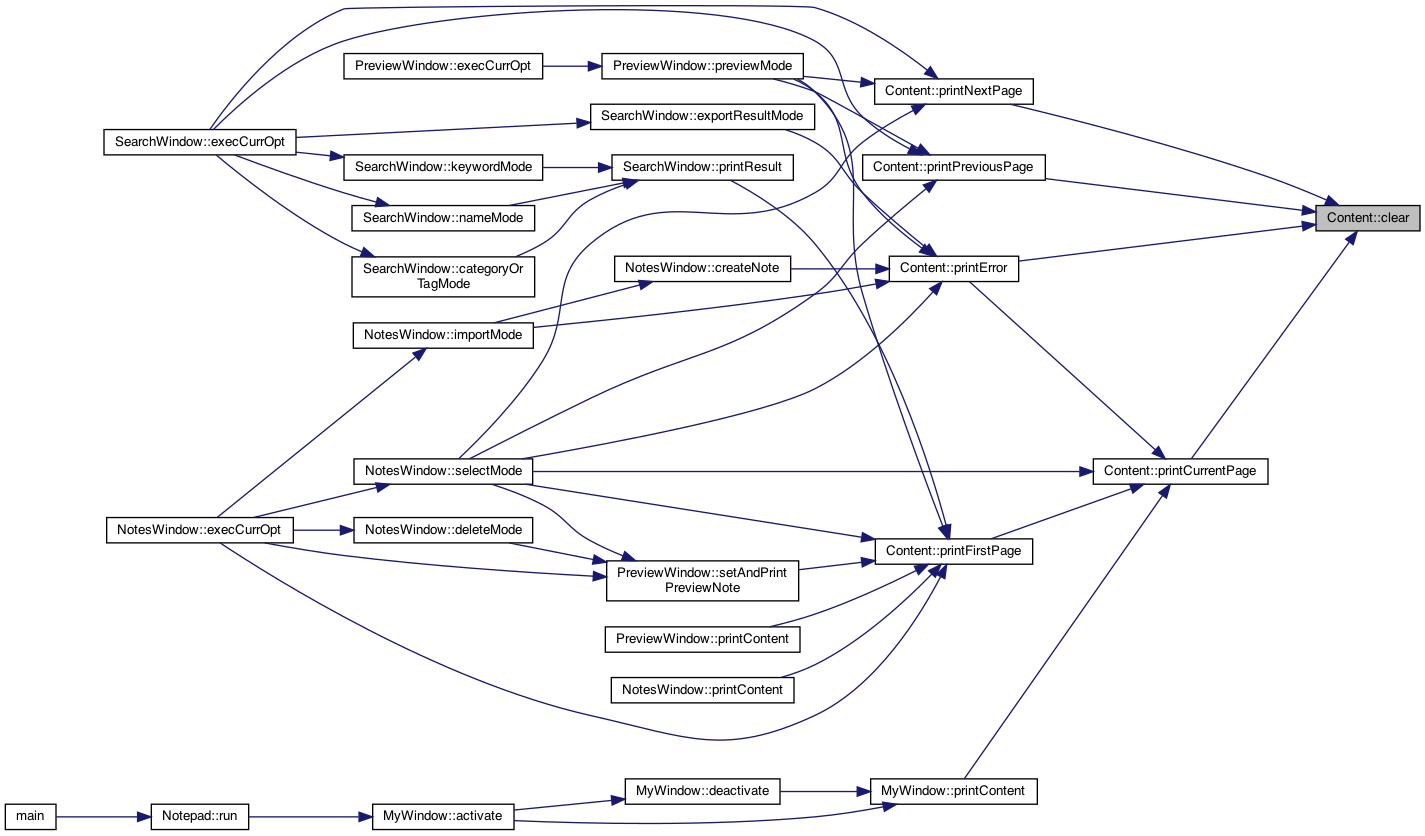 PreviewWindow::execCurrOpt
PreviewWindow::previewMode
Content::printNextPage
SearchWindow::exportResultMode
SearchWindow::execCurrOpt
SearchWindow::keywordMode
SearchWindow::printResult
Content::printPreviousPage
SearchWindow::nameMode
Content::clear
SearchWindow::categoryOr
TagMode
NotesWindow::createNote
Content::printError
NotesWindow::importMode
NotesWindow::selectMode
Content::printCurrentPage
NotesWindow::execCurrOpt
NotesWindow::deleteMode
Content::printFirstPage
PreviewWindow::setAndPrint
PreviewNote
PreviewWindow::printContent
NotesWindow::printContent
MyWindow::deactivate
MyWindow::printContent
main
Notepad::run
MyWindow::activate